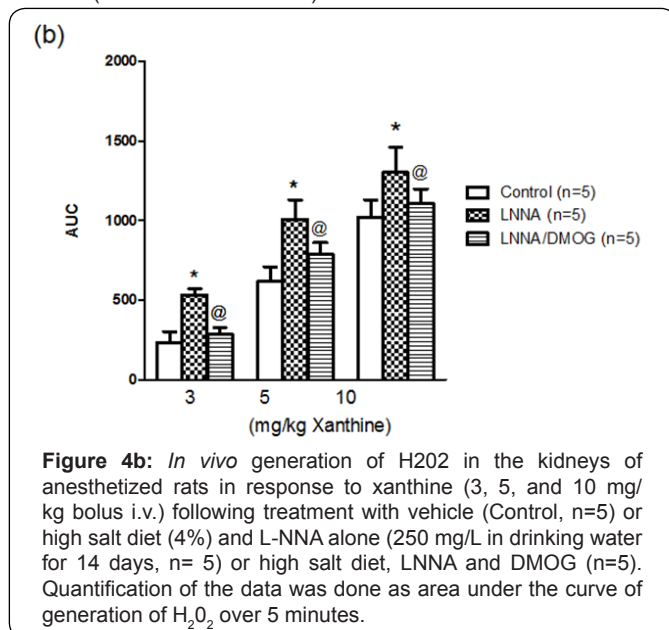 (b)
2000
1500
1000
500
0
AUC
*
@
*
@
*
@
Control (n=5)
LNNA (n=5)
LNNA/DMOG (n=5)
3 5 10
(mg/kg Xanthine)
Figure 4b: In vivo generation of H202 in the kidneys of
anesthetized rats in response to xanthine (3, 5, and 10 mg/
kg bolus i.v.) following treatment with vehicle (Control, n=5) or
high salt diet (4%) and L-NNA alone (250 mg/L in drinking water
for 14 days, n= 5) or high salt diet, LNNA and DMOG (n=5).
Quantification of the data was done as area under the curve of
generation of H₂0₂ over 5 minutes.